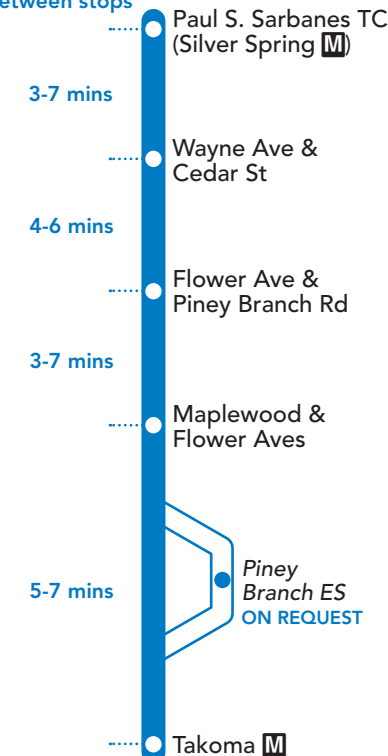 between stops
Paul S. Sarbanes TC
(Silver Spring M)
3-7 mins
Wayne Ave &
Cedar St
4-6 mins
Flower Ave &
Piney Branch Rd
3-7 mins
Maplewood &
Flower Aves
5-7 mins
Piney
Branch ES
ON REQUEST
Takoma M